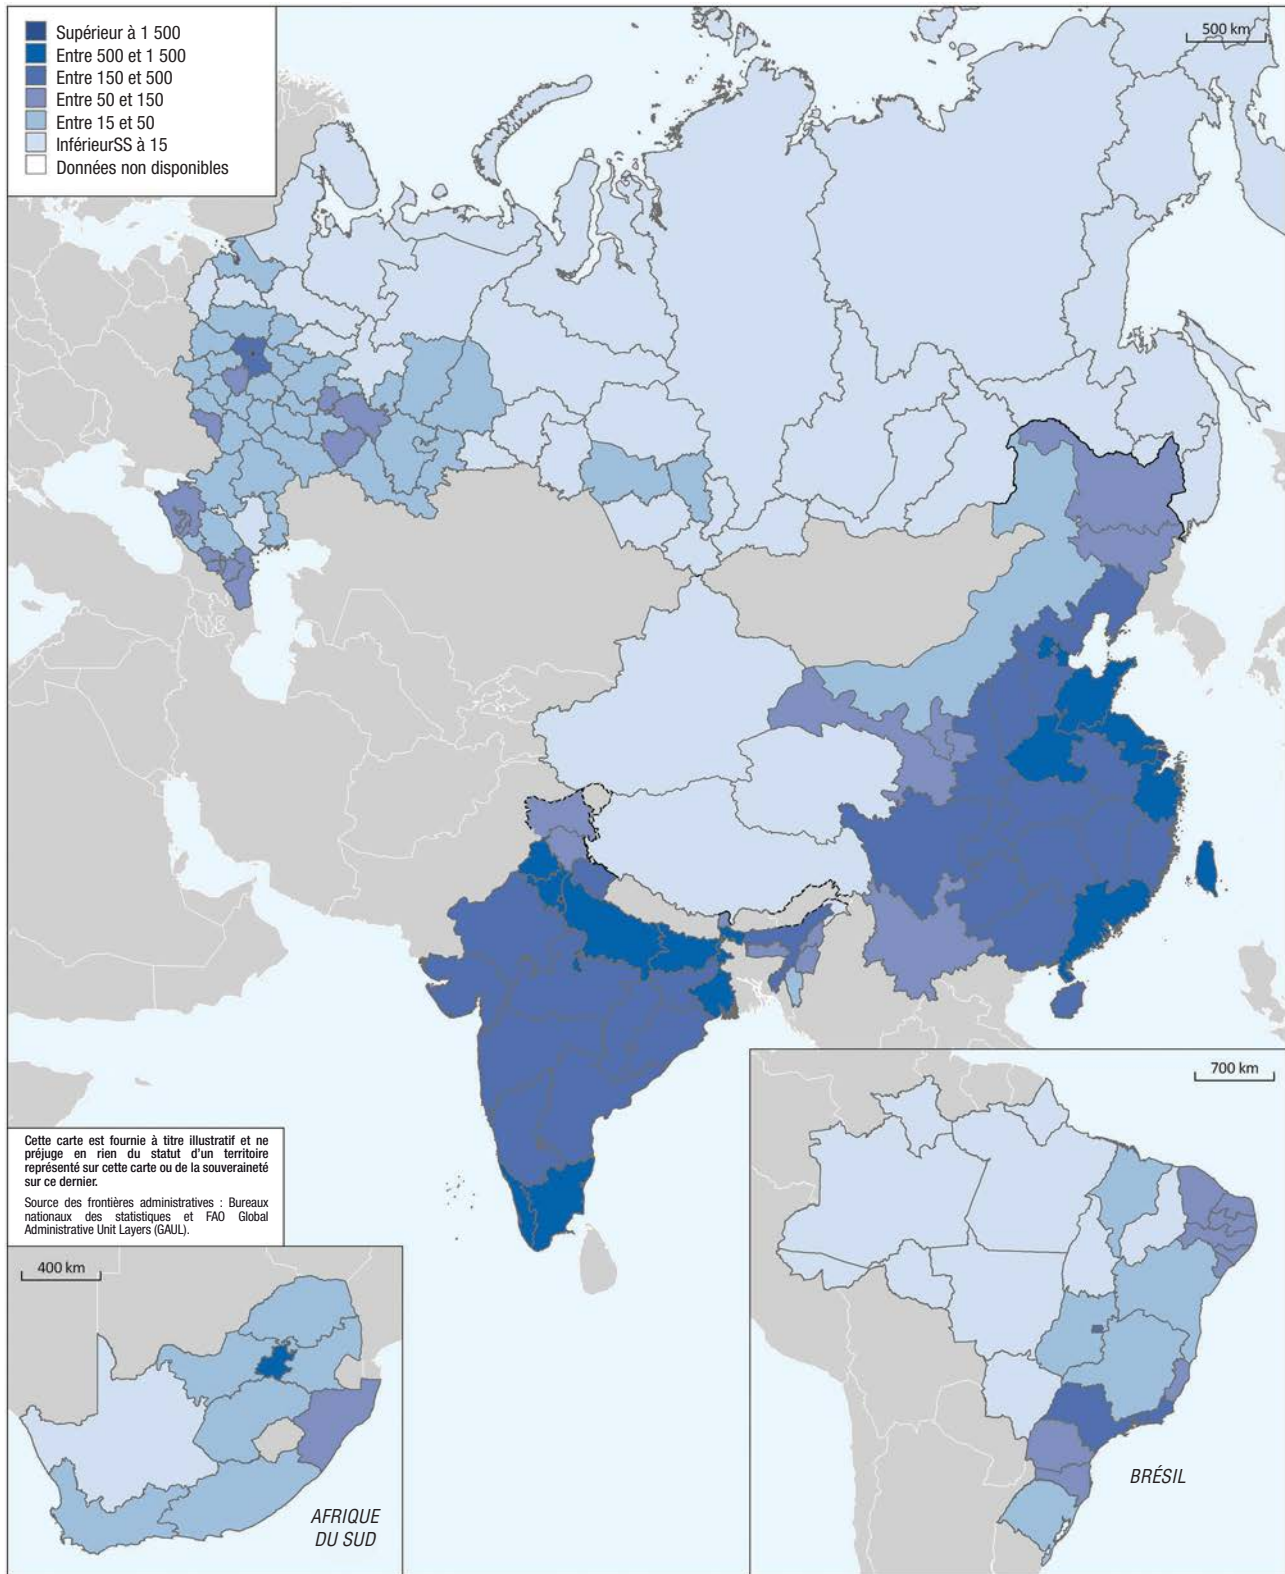 Supérieur à 1 500
Entre 500 et 1 500
Entre 150 et 500
Entre 50 et 150
Entre 15 et 50
InférieurSS à 15
Données non disponibles
500 km
Cette carte est fournie à titre illustratif et ne
préjuge en rien du statut d'un territoire
représenté sur cette carte ou de la souveraineté
sur ce dernier.
Source des frontières administratives : Bureaux
nationaux des statistiques et FAO Global
Administrative Unit Layers (GAUL).
400 km
AFRIQUE
DU SUD
700 km
BRÉSIL